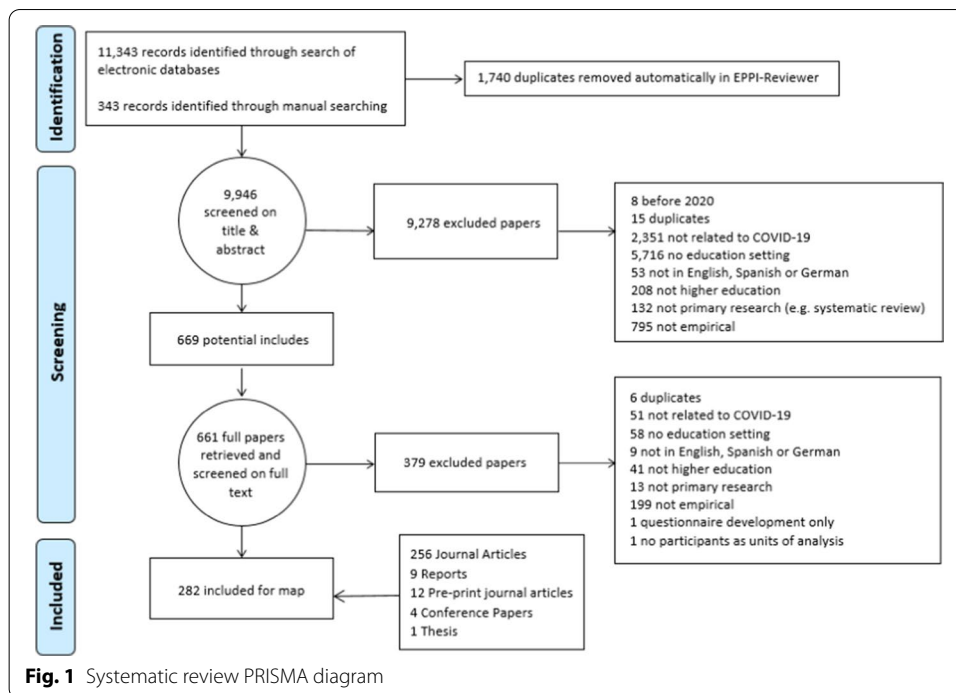 Identification
11,343 records identified through search of
electronic databases
343 records identified through manual searching
1,740 duplicates removed automatically in EPPI-Reviewer
Screening
9,946
screened on
title &
abstract
9,278 excluded papers
8 before 2020
15 duplicates
2,351 not related to COVID-19
5,716 no education setting
53 not in English, Spanish or German
208 not higher education
132 not primary research (e.g. systematic review)
795 not empirical
669 potential includes
661 full papers
retrieved and
screened on full
text
379 excluded papers
6 duplicates
51 not related to COVID-19
58 no education setting
9 not in English, Spanish or German
41 not higher education
13 not primary research
199 not empirical
1 questionnaire development only
1 no participants as units of analysis
Included
282 included for map
256 Journal Articles
9 Reports
12 Pre-print journal articles
4 Conference Papers
1 Thesis
Fig. 1 Systematic review PRISMA diagram